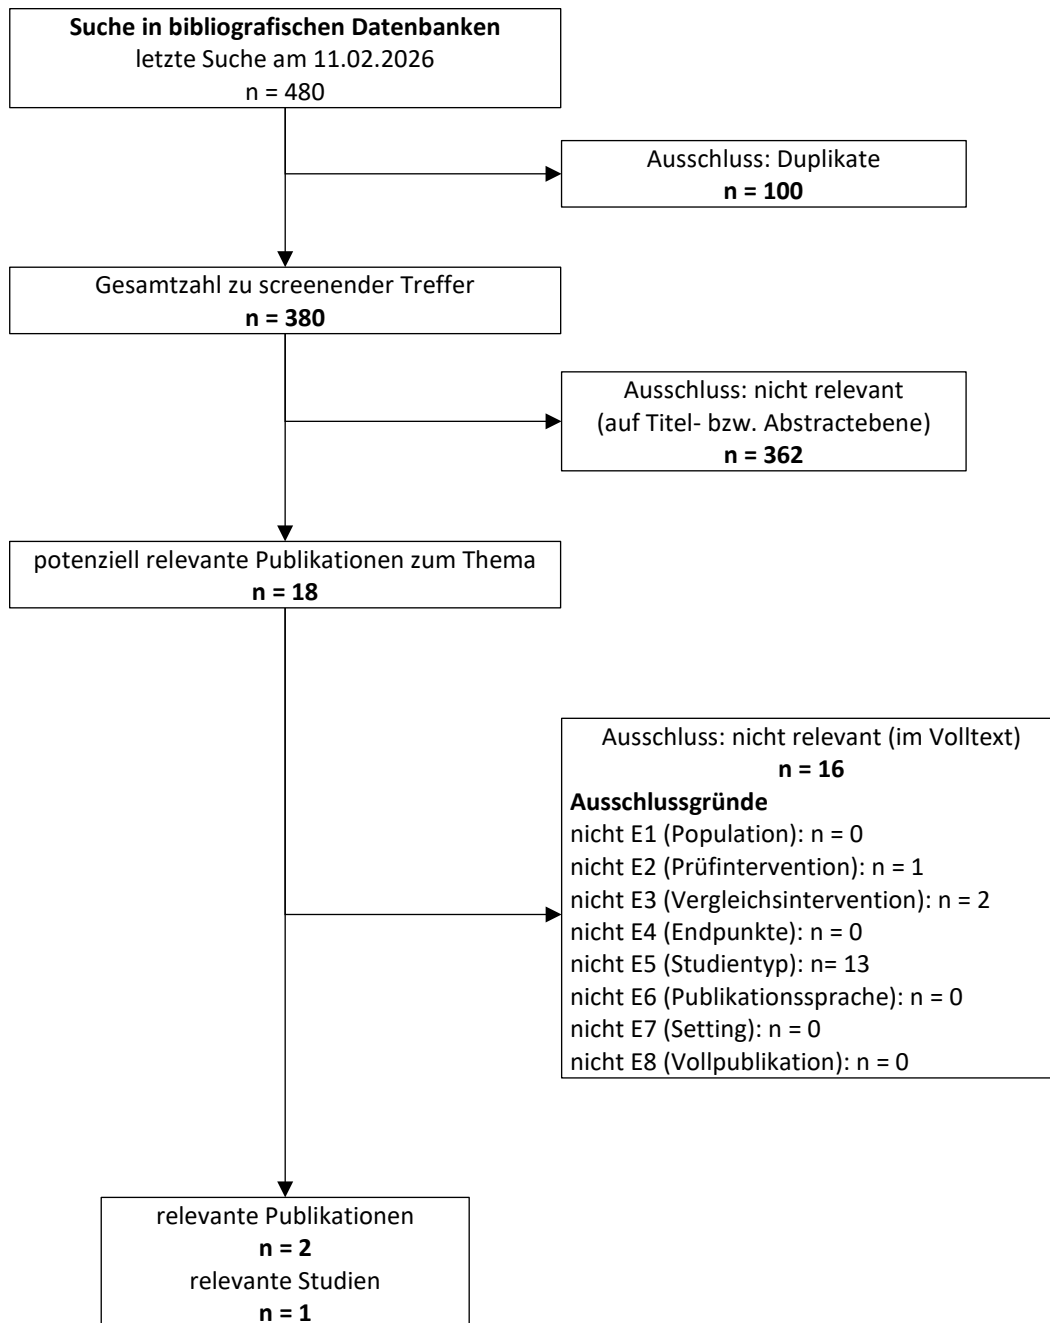 Suche in bibliografischen Datenbanken
letzte Suche am 11.02.2026
n = 480
Ausschluss: Duplikate
n = 100
Gesamtzahl zu screenender Treffer
n = 380
Ausschluss: nicht relevant
(auf Titel- bzw. Abstractebene)
n = 362
potenziell relevante Publikationen zum Thema
n = 18
Ausschluss: nicht relevant (im Volltext)
n = 16
Ausschlussgründe
nicht E1 (Population): n = 0
nicht E2 (Prüfintervention): n = 1
nicht E3 (Vergleichsintervention): n = 2
nicht E4 (Endpunkte): n = 0
nicht E5 (Studientyp): n= 13
nicht E6 (Publikationssprache): n = 0
nicht E7 (Setting): n = 0
nicht E8 (Vollpublikation): n = 0
relevante Publikationen
n = 2
relevante Studien
n = 1